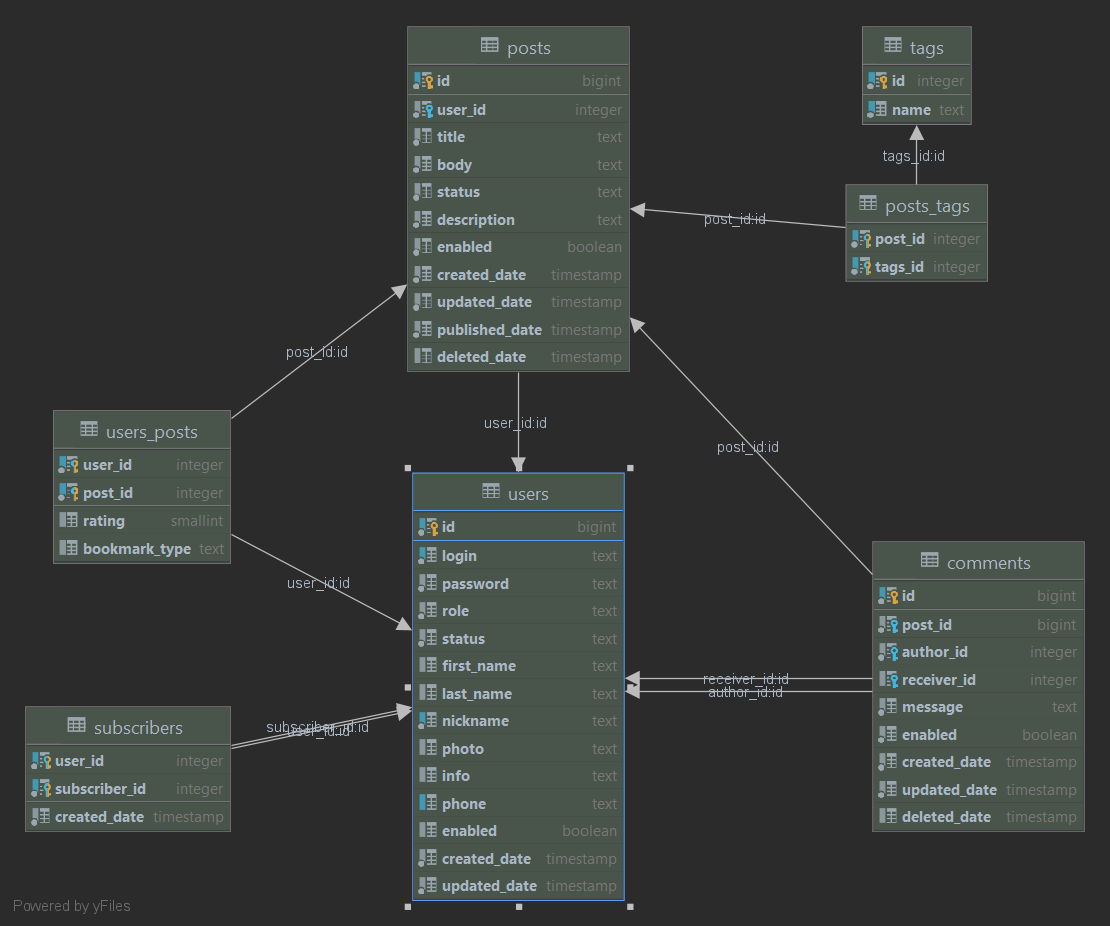 posts
id bigint
user_id integer
title text
body text
status text
description text
enabled boolean
created_date timestamp
updated_date timestamp
published_date timestamp
deleted_date timestamp
tags
id integer
name text
tags_id:id
posts_tags
post_id integer
tags_id integer
post_id:id
post_id:id
users_posts
user_id integer
post_id integer
rating smallint
bookmark_type text
user_id:id
post_id:id
user_id:id
users
id bigint
login text
password text
role text
status text
first_name text
last_name text
nickname text
photo text
info text
phone text
enabled boolean
created_date timestamp
updated_date timestamp
comments
id bigint
post_id bigint
author_id integer
receiver_id integer
message text
enabled boolean
created_date timestamp
updated_date timestamp
deleted_date timestamp
receiver_id:id
author_id:id
subscriber_id:id
user_id:id
subscribers
user_id integer
subscriber_id integer
created_date timestamp
Powered by yFiles